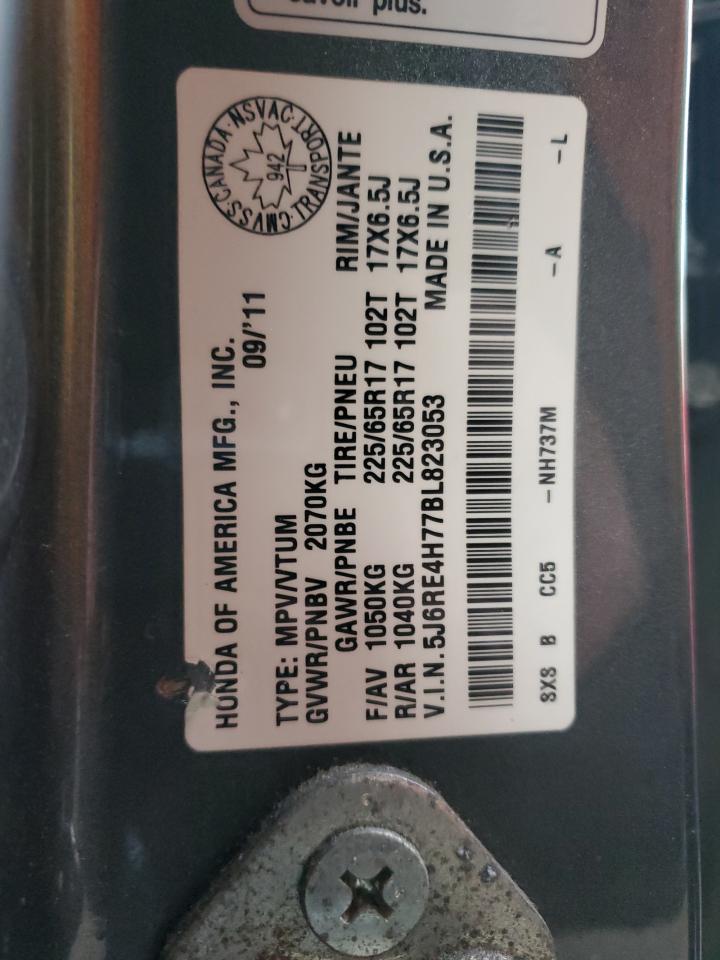 savoir plus.
CMVSS·CANADA·NSVAC·TRANSPORT·
942
HONDA OF AMERICA MFG., INC.
09/'11
TYPE: MPV/VTUM
GVWR/PNBV 2070KG
GAWR/PNBE TIRE/PNEU RIM/JANTE
F/AV 1050KG 225/65R17 102T 17X6.5J
R/AR 1040KG 225/65R17 102T 17X6.5J
V.I.N.5J6RE4H77BL823053 MADE IN U.S.A.
SXS B CC5 -NH737M -A -L